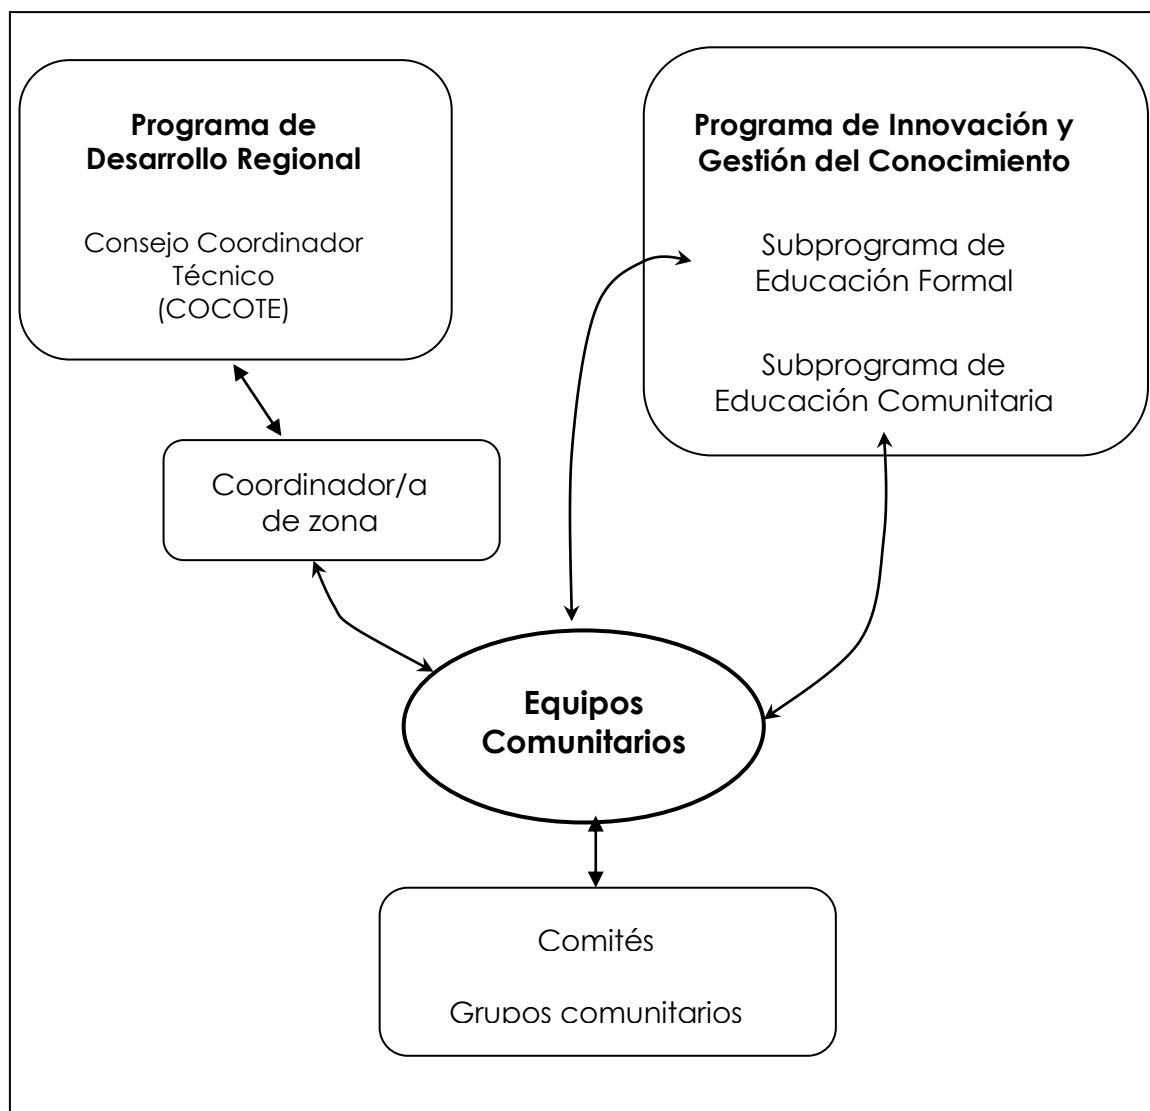 Programa de
Desarrollo Regional
Consejo Coordinador
Técnico
(COCOTE)
Programa de Innovación y
Gestión del Conocimiento
Subprograma de
Educación Formal
Subprograma de
Educación Comunitaria
Coordinador/a
de zona
Equipos
Comunitarios
Comités
Grupos comunitarios